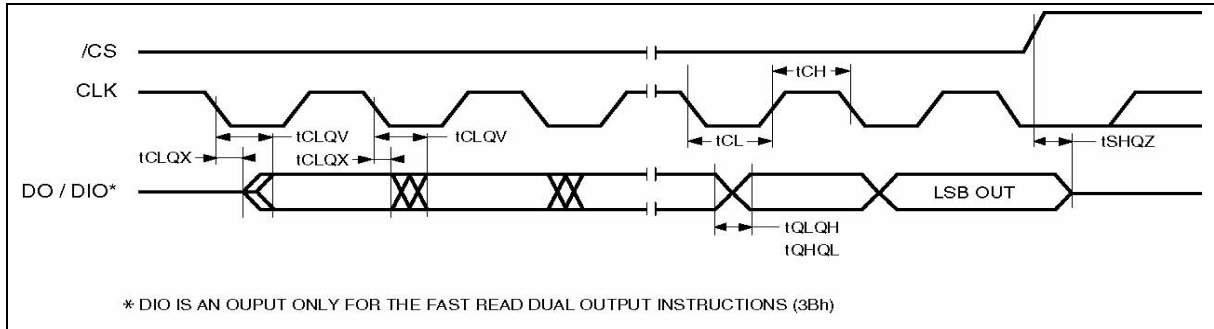 /CS
CLK
tCH
tCLQV
tCLQV
tCL
tSHQZ
tCLQX
tCLQX
DO / DIO*
LSB OUT
tQLQH
tQHQL
* DIO IS AN OUPUT ONLY FOR THE FAST READ DUAL OUTPUT INSTRUCTIONS (3Bh)